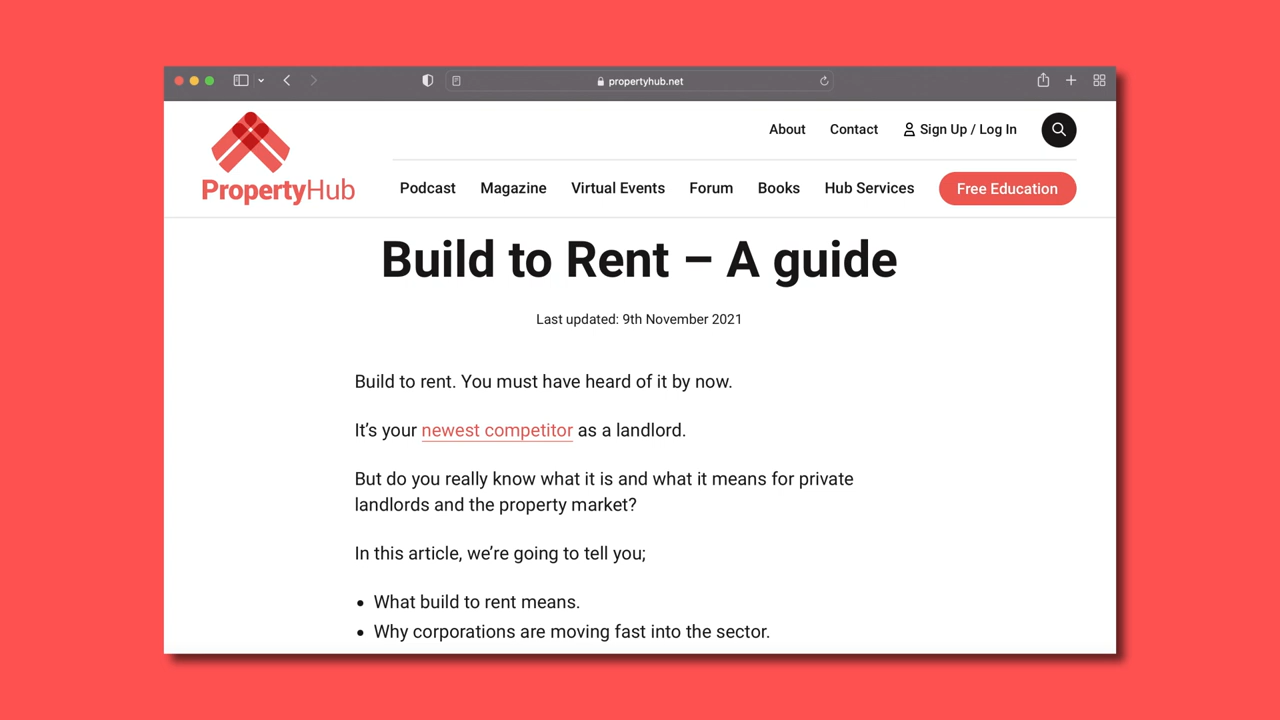 propertyhub.net
About Contact Sign Up / Log In
PropertyHub
Podcast Magazine Virtual Events Forum Books Hub Services Free Education
Build to Rent – A guide
Last updated: 9th November 2021
Build to rent. You must have heard of it by now.
It’s your newest competitor as a landlord.
But do you really know what it is and what it means for private
landlords and the property market?
In this article, we’re going to tell you;
• What build to rent means.
• Why corporations are moving fast into the sector.